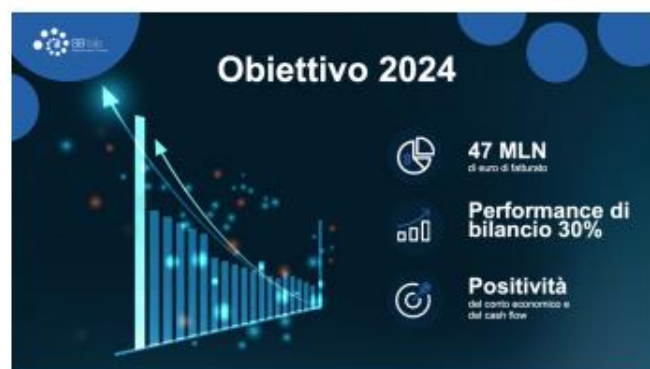 Obiettivo 2024
47 MLN
di euro di fatturato
Performance di
bilancio 30%
Positività
del conto economico e
del cash flow